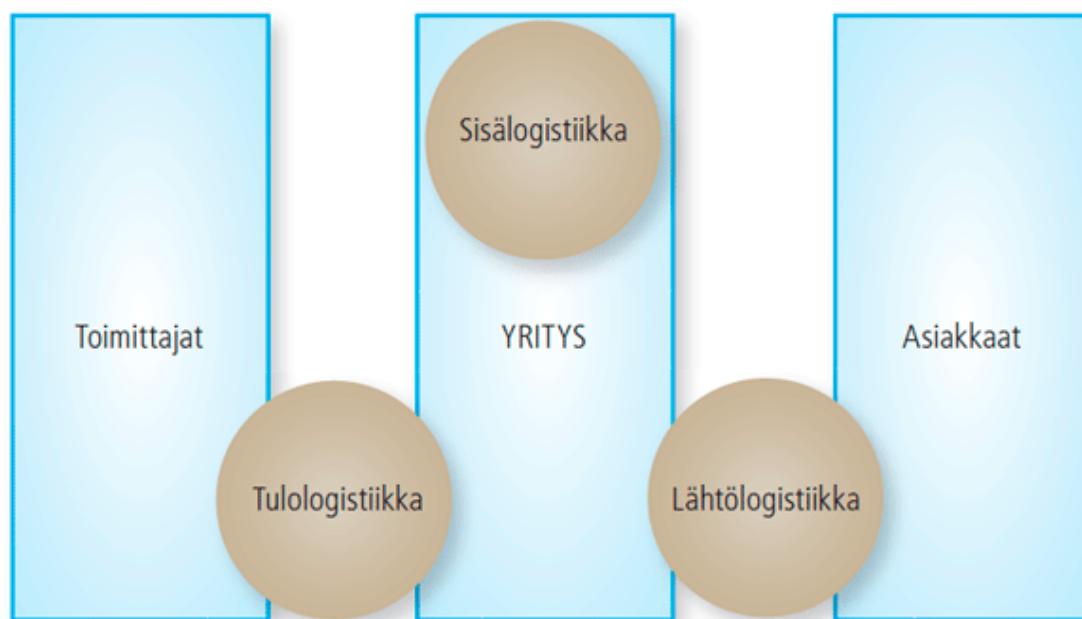 Sisälogistiikka
Toimittajat
YRITYS
Asiakkaat
Tulologistiikka
Lähtölogistiikka